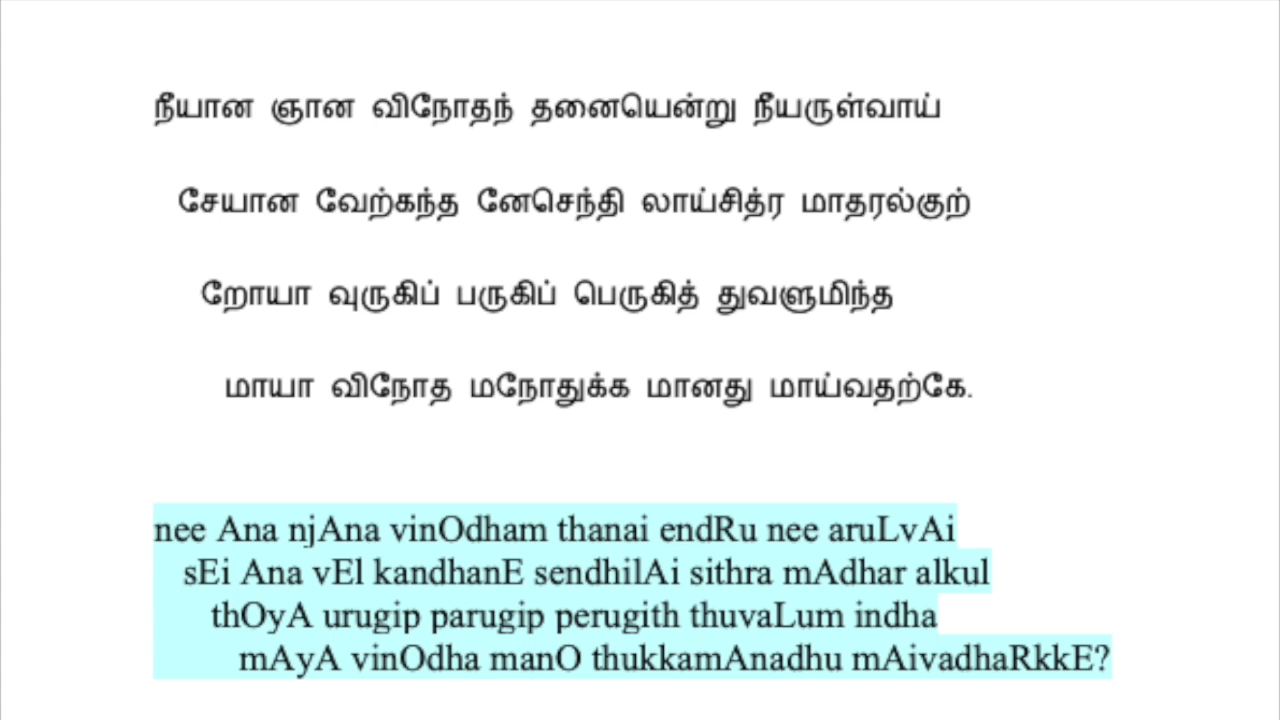 நீயான ஞான விநோதந் தனையென்று நீயருள்வாய்
சேயான வேற்கந்த னேசெந்தி லாய்சித்ர மாதரல்குற்
றோயா வுருகிப் பருகிப் பெருகித் துவளுமிந்த
மாயா விநோத மநோதுக்க மானது மாய்வதற்கே.
nee Ana njAna vinOdham thanai endRu nee aruLvAi
sEi Ana vEl kandhanE sendhilAi sithra mAdhar alkul
thOyA urugip parugip perugith thuvaLum indha
mAyA vinOdha manO thukkamAnadhu mAivadhaRkkE?